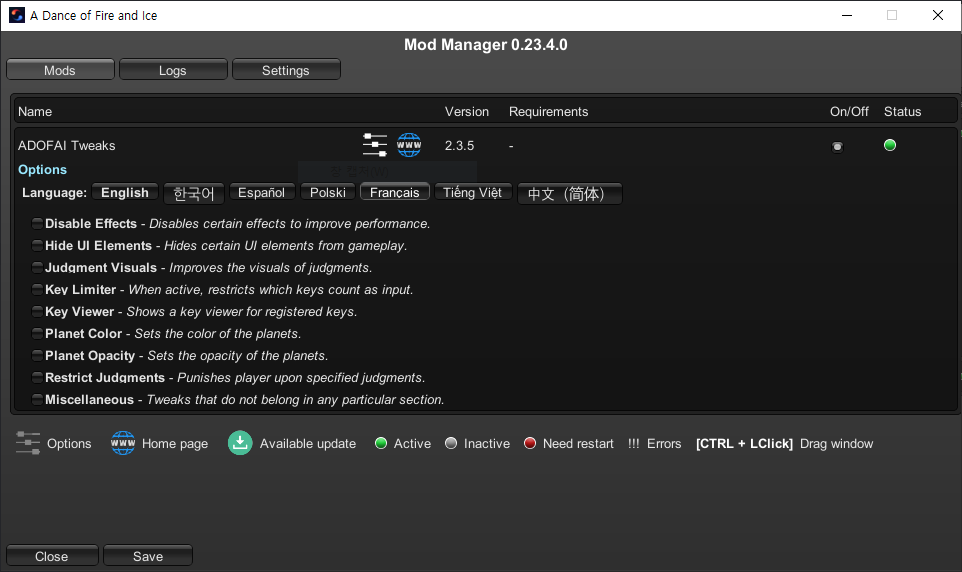 A Dance of Fire and Ice
Mod Manager 0.23.4.0
Mods Logs Settings
Name Version Requirements On/Off Status
ADOFAI Tweaks www 2.3.5 -
Options
Language: English 한국어 Español Polski Français Tiếng Việt 中文（简体）
Disable Effects - Disables certain effects to improve performance.
Hide UI Elements - Hides certain UI elements from gameplay.
Judgment Visuals - Improves the visuals of judgments.
Key Limiter - When active, restricts which keys count as input.
Key Viewer - Shows a key viewer for registered keys.
Planet Color - Sets the color of the planets.
Planet Opacity - Sets the opacity of the planets.
Restrict Judgments - Punishes player upon specified judgments.
Miscellaneous - Tweaks that do not belong in any particular section.
Options www Home page Available update Active Inactive Need restart !!! Errors [CTRL + LClick] Drag window
Close Save